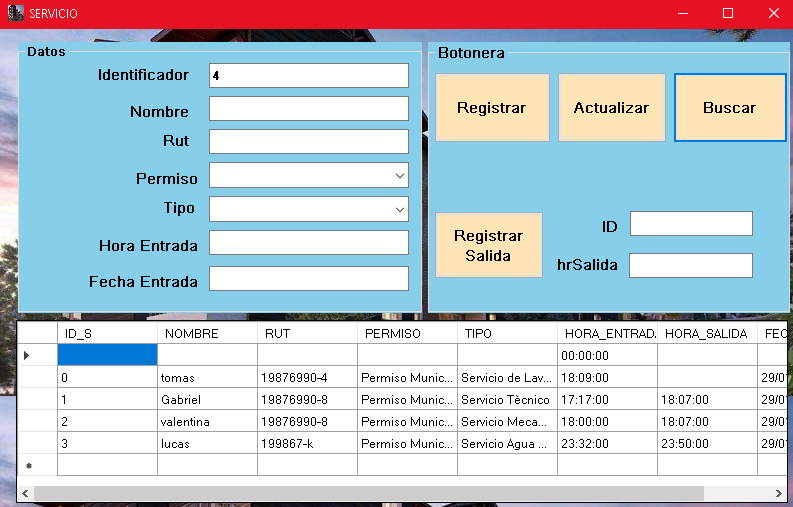 SERVICIO
Datos
Identificador 4
Nombre
Rut
Permiso
Tipo
Hora Entrada
Fecha Entrada
Botonera
Registrar Actualizar Buscar
Registrar
Salida
ID
hrSalida
ID_S NOMBRE RUT PERMISO TIPO HORA_ENTRAD. HORA_SALIDA FEC
00:00:00
0 tomas 19876990-4 Permiso Munic... Servicio de Lav... 18:09:00 29/0
1 Gabriel 19876990-8 Permiso Munic... Servicio Tècnico 17:17:00 18:07:00 29/0
2 valentina 19876990-8 Permiso Munic... Servicio Meca... 18:00:00 18:07:00 29/0
3 lucas 199867-k Permiso Munic... Servicio Agua ... 23:32:00 23:50:00 29/0